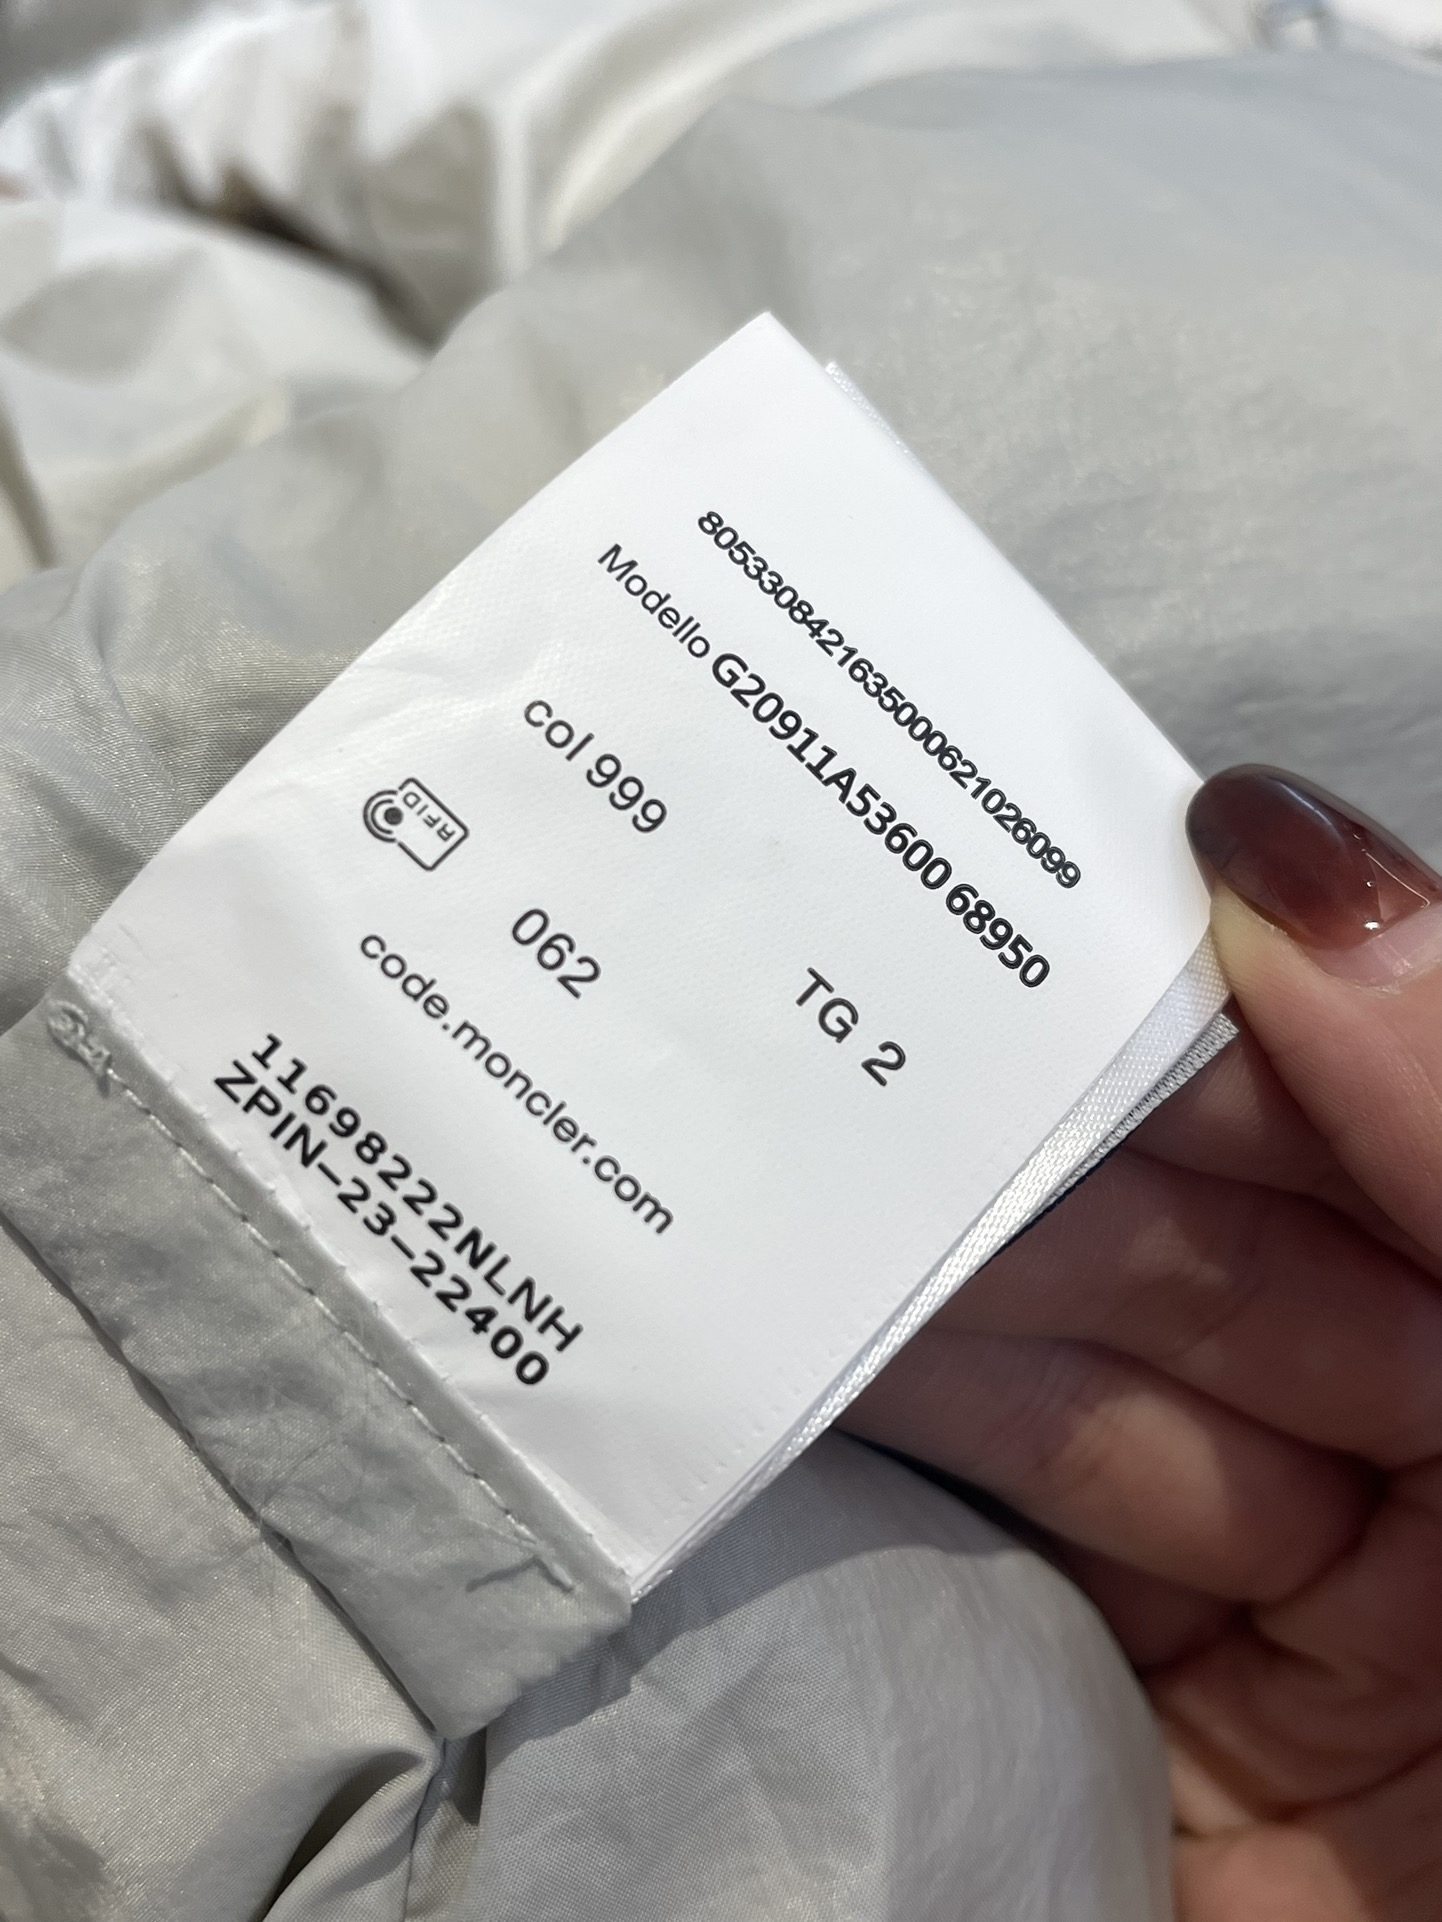 8053308421635000621026099
Modello G20911A53600 68950
col 999 TG 2
RFID
062
code.moncler.com
11698222NLNH
ZPIN-23-22400